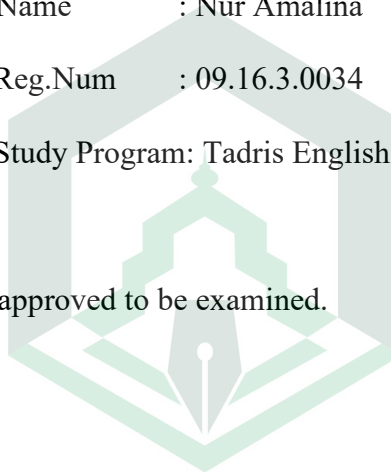 Name : Nur Amalina
Reg.Num : 09.16.3.0034
Study Program: Tadris English
approved to be examined.